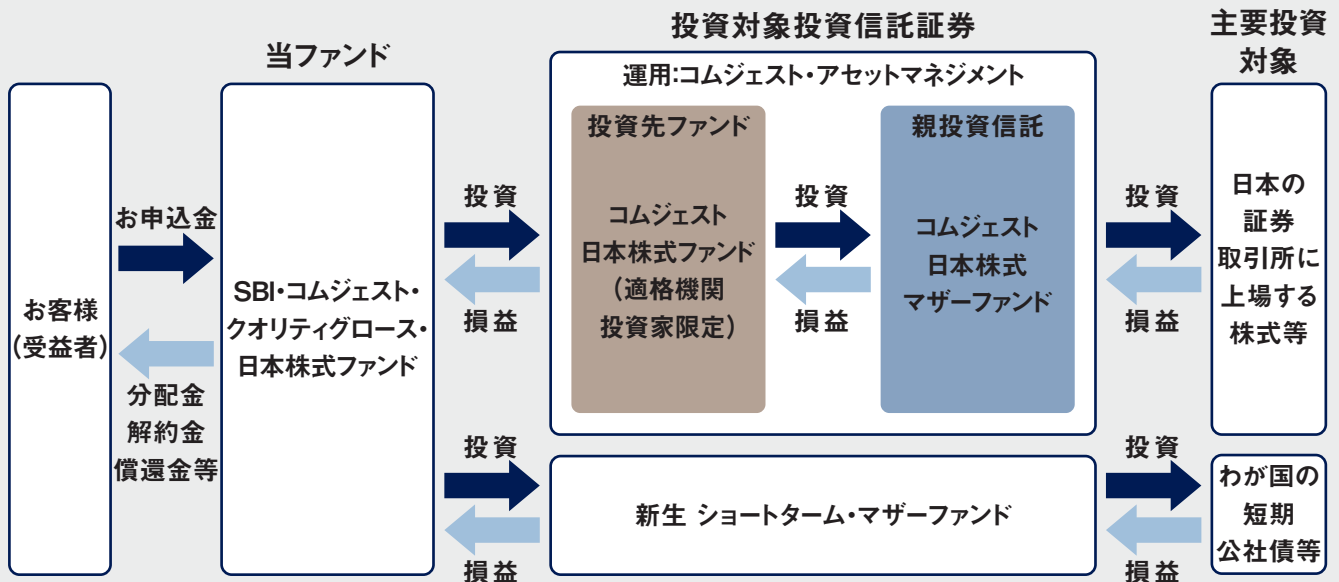 投資対象投資信託証券
主要投資
対象
当ファンド
運用:コムジェスト・アセットマネジメント
お客様
(受益者)
お申込金
分配金
解約金
償還金等
SBI・コムジェスト・
クオリティグロース・
日本株式ファンド
投資
損益
投資先ファンド
コムジェスト
日本株式ファンド
(適格機関
投資家限定)
投資
損益
親投資信託
コムジェスト
日本株式
マザーファンド
投資
損益
日本の
証券
取引所に
上場する
株式等
投資
損益
新生 ショートターム・マザーファンド
投資
損益
わが国の
短期
公社債等